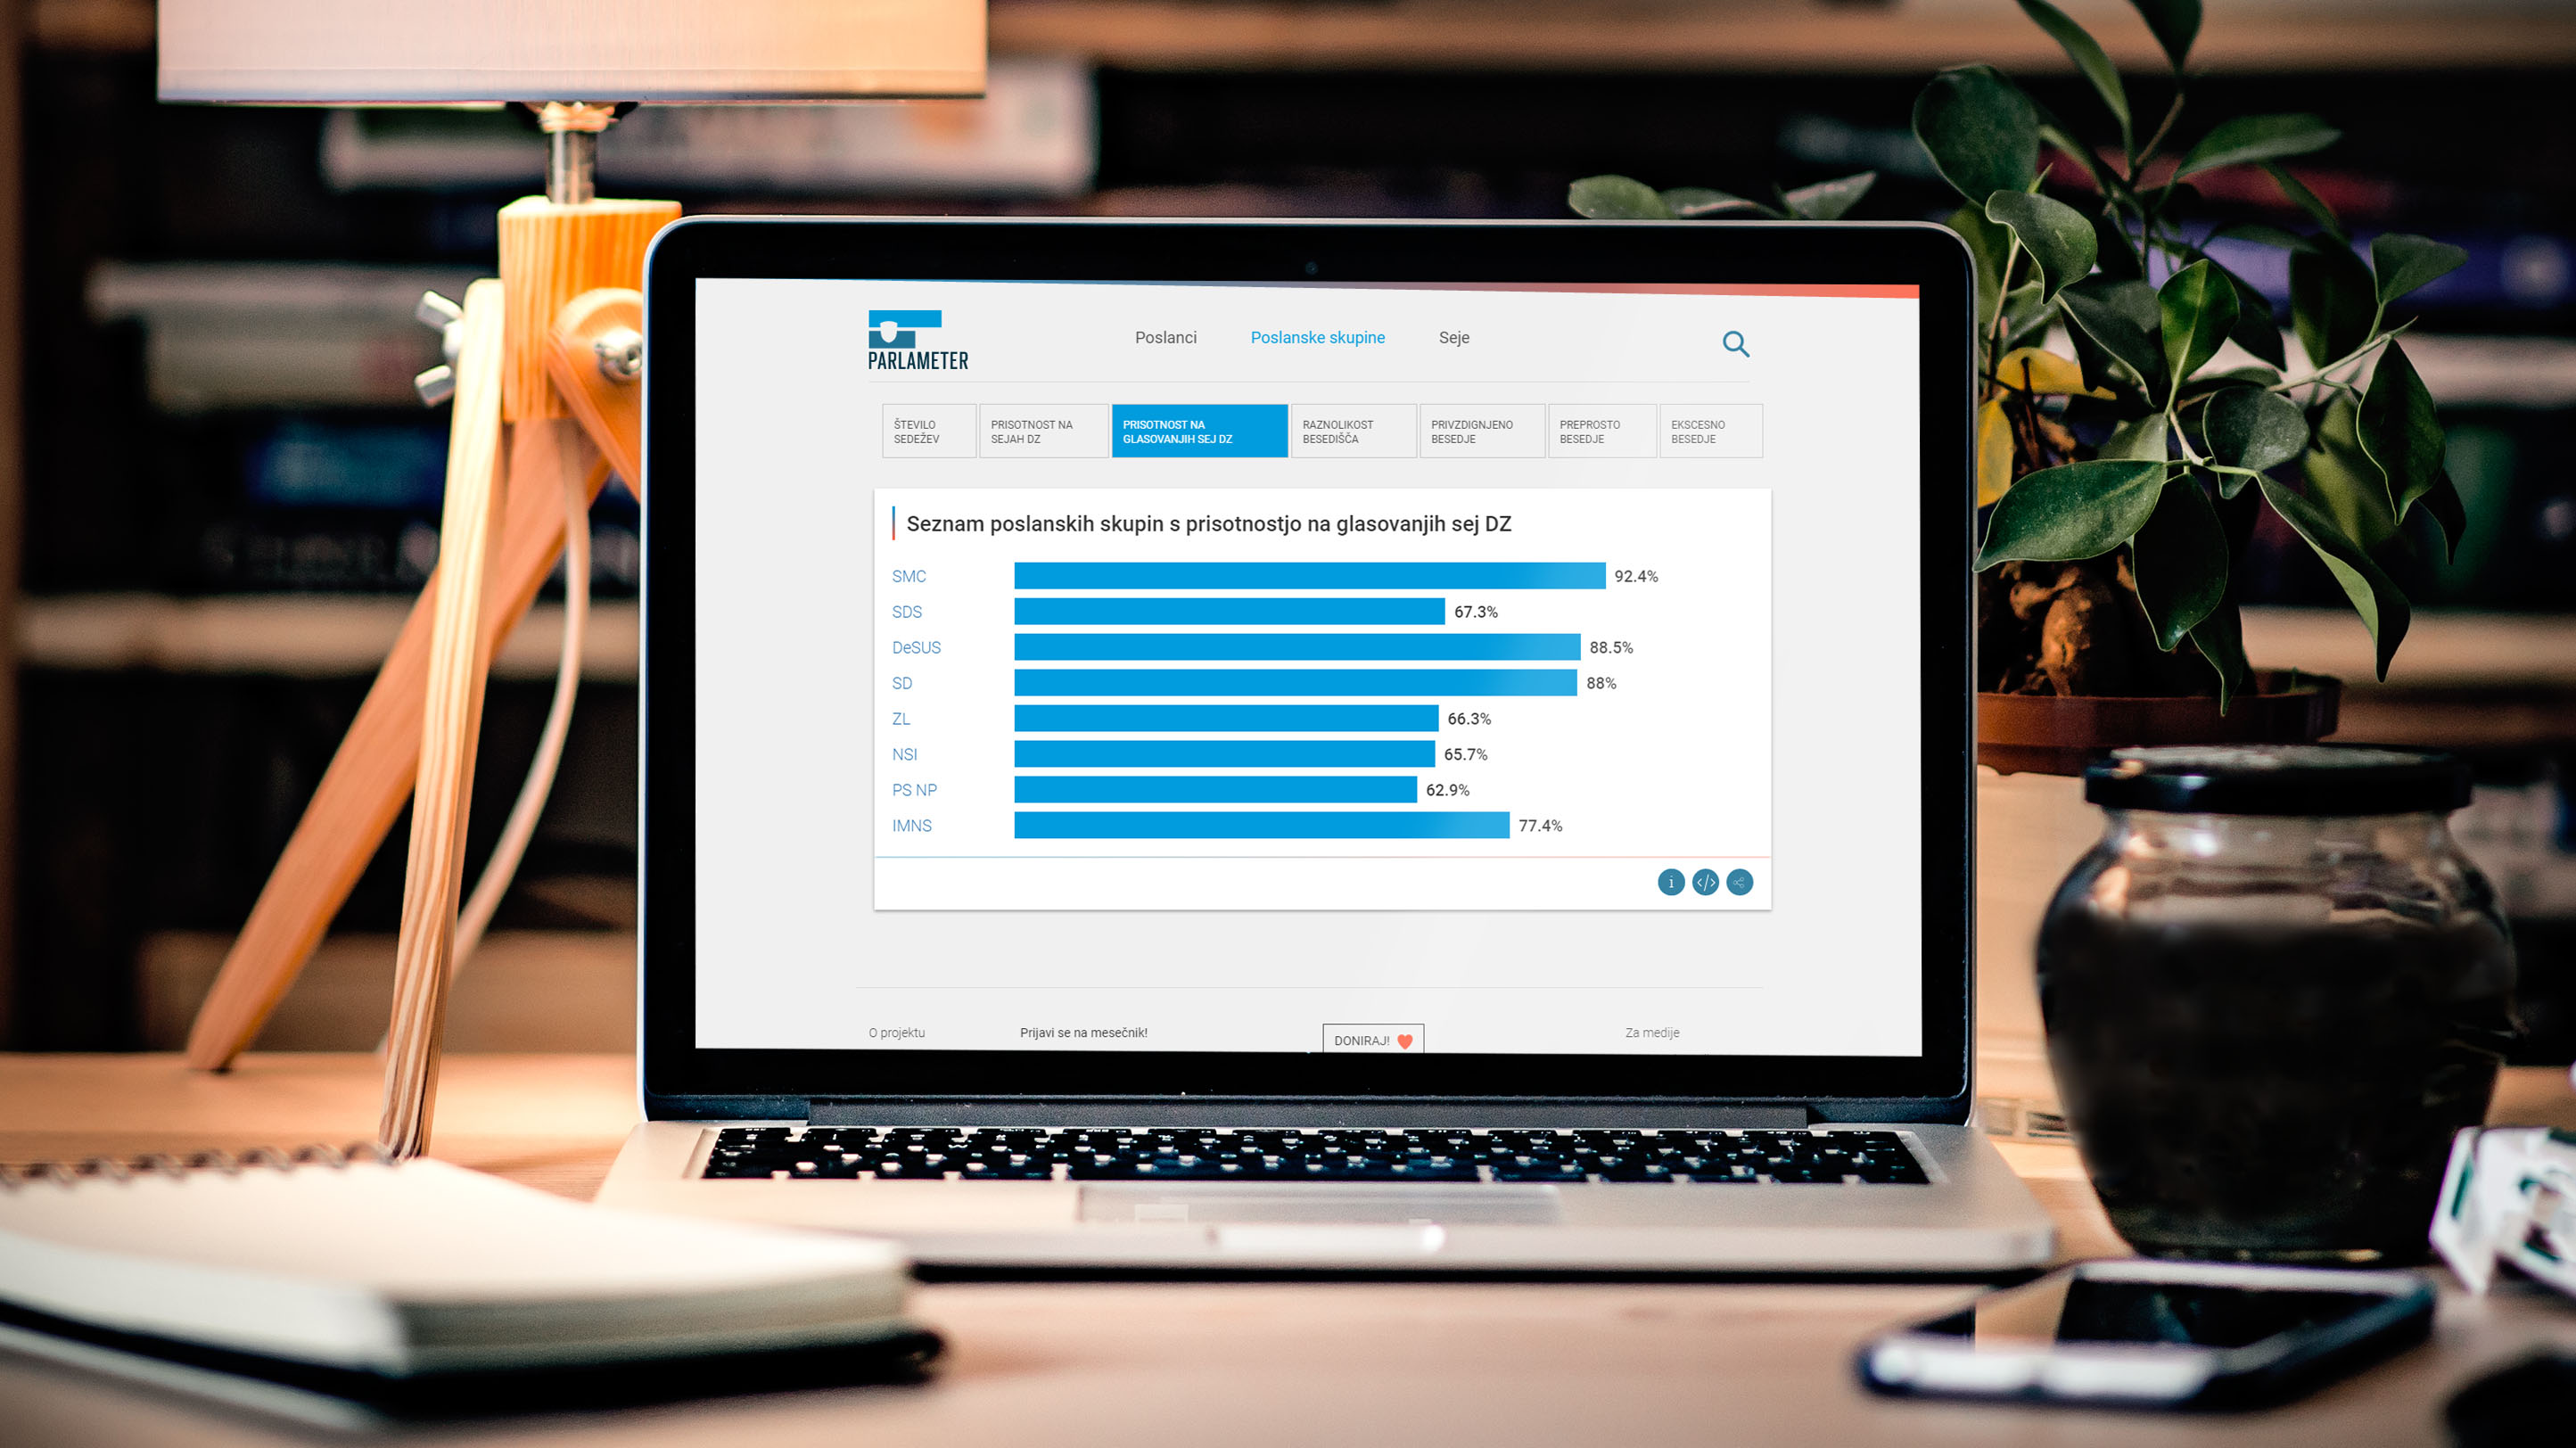 PARLAMETER
Poslanci
Poslanske skupine
Seje
ŠTEVILO
SEDEŽEV
PRISOTNOST NA
SEJAH DZ
PRISOTNOST NA
GLASOVANJIH SEJ DZ
RAZNOLIKOST
BESEDIŠČA
PRIVZDIGNJENO
BESEDJE
PREPROSTO
BESEDJE
EKSCESNO
BESEDJE
Seznam poslanskih skupin s prisotnostjo na glasovanjih sej DZ
SMC 92.4%
SDS 67.3%
DeSUS 88.5%
SD 88%
ZL 66.3%
NSI 65.7%
PS NP 62.9%
IMNS 77.4%
O projektu
Prijavi se na mesečnik!
DONIRAJ!
Za medije